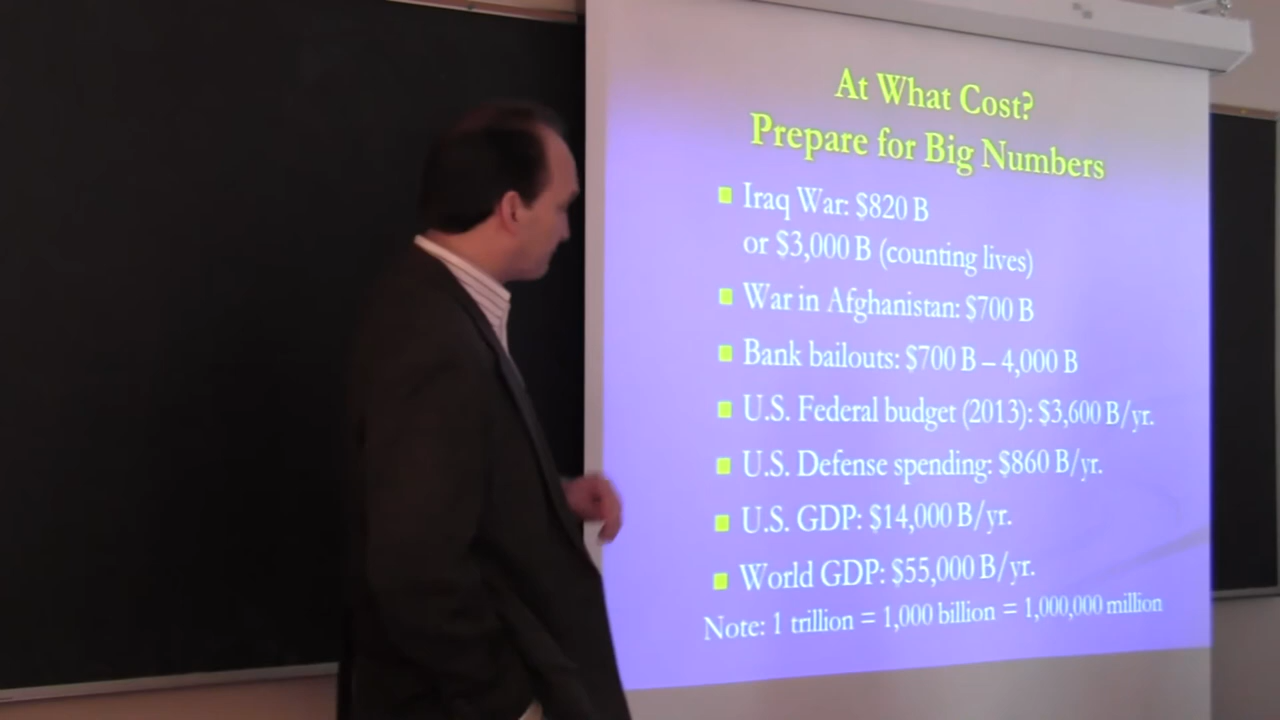 At What Cost?
Prepare for Big Numbers
Iraq War: $820 B
or $3,000 B (counting lives)
War in Afghanistan: $700 B
Bank bailouts: $700 B – 4,000 B
U.S. Federal budget (2013): $3,600 B/yr.
U.S. Defense spending: $860 B/yr.
U.S. GDP: $14,000 B/yr.
World GDP: $55,000 B/yr.
Note: 1 trillion = 1,000 billion = 1,000,000 million